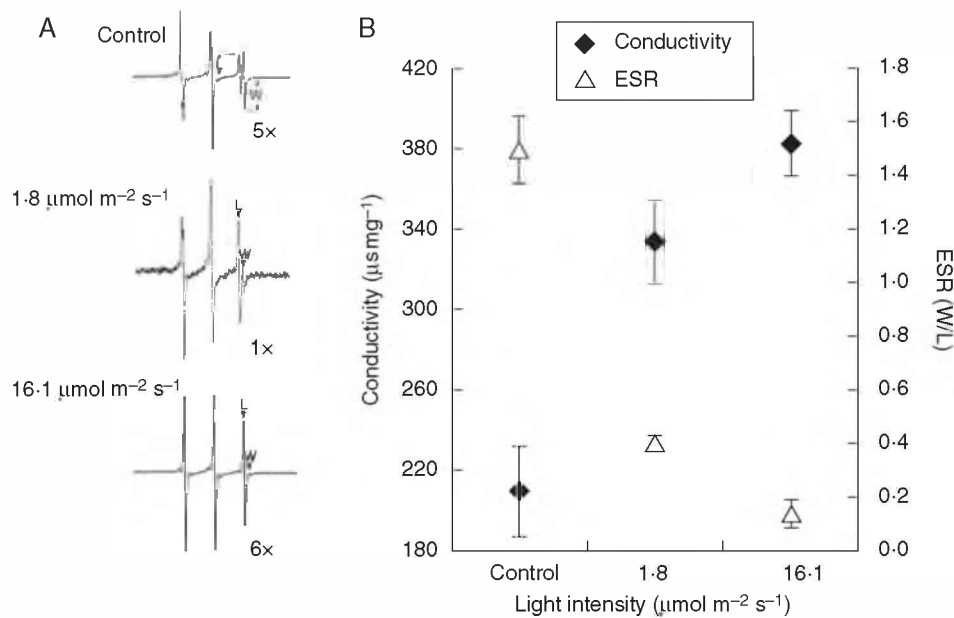 A
Control
L
W
5×
1·8 µmol m–2 s–1
L
W
1×
16·1 µmol m–2 s–1
L
W
6×
B
Conductivity
ESR
420
380
340
300
260
220
180
Conductivity (µsmg–1)
1·8
1·6
1·4
1·2
1·0
0·8
0·6
0·4
0·2
0·0
ESR (W/L)
Control
1·8
16·1
Light intensity (µmol m–2 s–1)